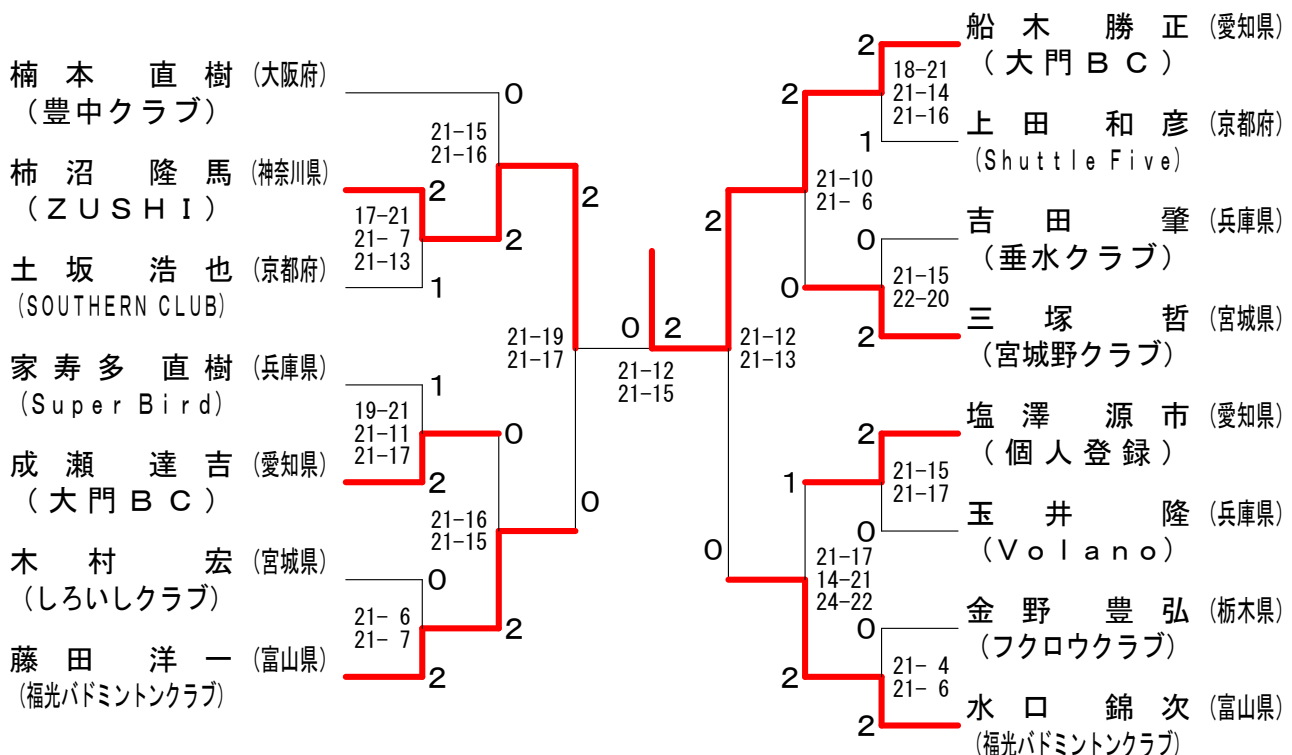 楠本 直樹 (大阪府)
(豊中クラブ)
0
21-15
21-16
柿沼 隆馬 (神奈川県)
(ZUSHI)
2
17-21
21- 7
21-13
2
2
土坂 浩也 (京都府)
(SOUTHERN CLUB)
1
21-19
21-17
家寿多 直樹 (兵庫県)
(Super Bird)
1
19-21
21-11
21-17
0
成瀬 達吉 (愛知県)
(大門BC)
2
21-16
21-15
0
木村 宏 (宮城県)
(しろいしクラブ)
0
21- 6
21- 7
2
藤田 洋一 (富山県)
(福光バドミントンクラブ)
2
0 2
21-12
21-15
船木 勝正 (愛知県)
(大門BC)
2
18-21
21-14
21-16
2
上田 和彦 (京都府)
(Shuttle Five)
1
21-10
21- 6
2
吉田 肇 (兵庫県)
(垂水クラブ)
0
21-15
22-20
0
三塚 哲 (宮城県)
(宮城野クラブ)
2
21-12
21-13
塩澤 源市 (愛知県)
(個人登録)
2
21-15
21-17
1
玉井 隆 (兵庫県)
(Volano)
0
0
21-17
14-21
24-22
金野 豊弘 (栃木県)
(フクロウクラブ)
0
21- 4
21- 6
2
水口 錦次 (富山県)
(福光バドミントンクラブ)
2